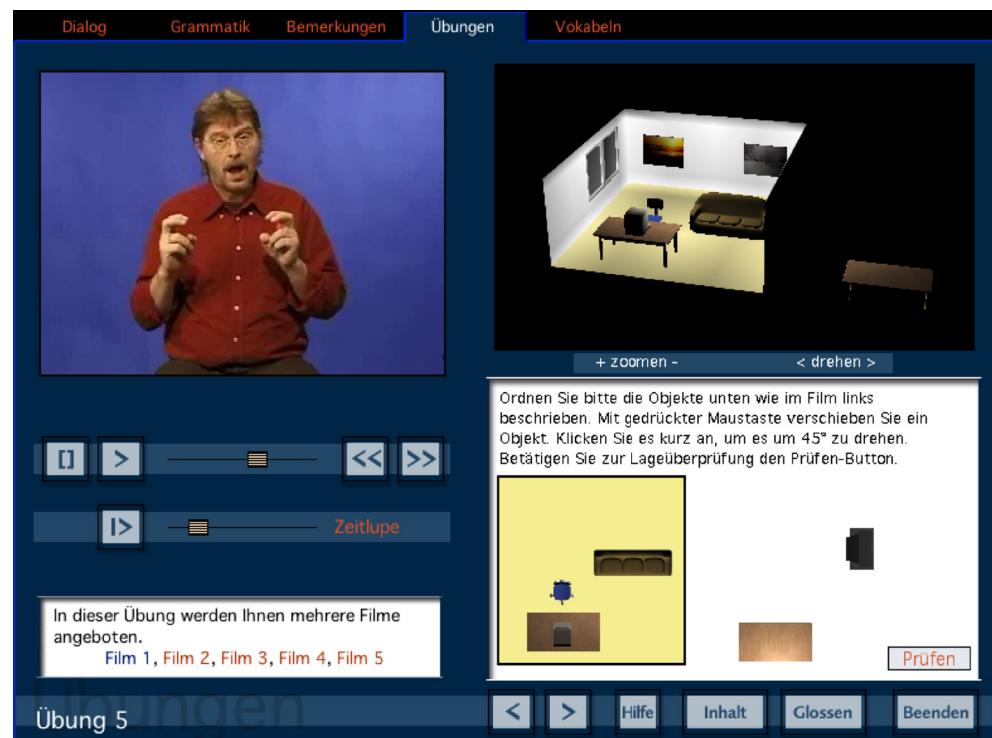 Dialog
Grammatik
Bemerkungen
Übungen
Vokabeln
+ zoomen -
< drehen >
Ordnen Sie bitte die Objekte unten wie im Film links
beschrieben. Mit gedrückter Maustaste verschieben Sie ein
Objekt. Klicken Sie es kurz an, um es um 45° zu drehen.
Betätigen Sie zur Lageüberprüfung den Prüfen-Button.
[] > << >>
|> Zeitlupe
In dieser Übung werden Ihnen mehrere Filme
angeboten.
Film 1, Film 2, Film 3, Film 4, Film 5
Prüfen
Übungen
Übung 5
<
>
Hilfe
Inhalt
Glossen
Beenden